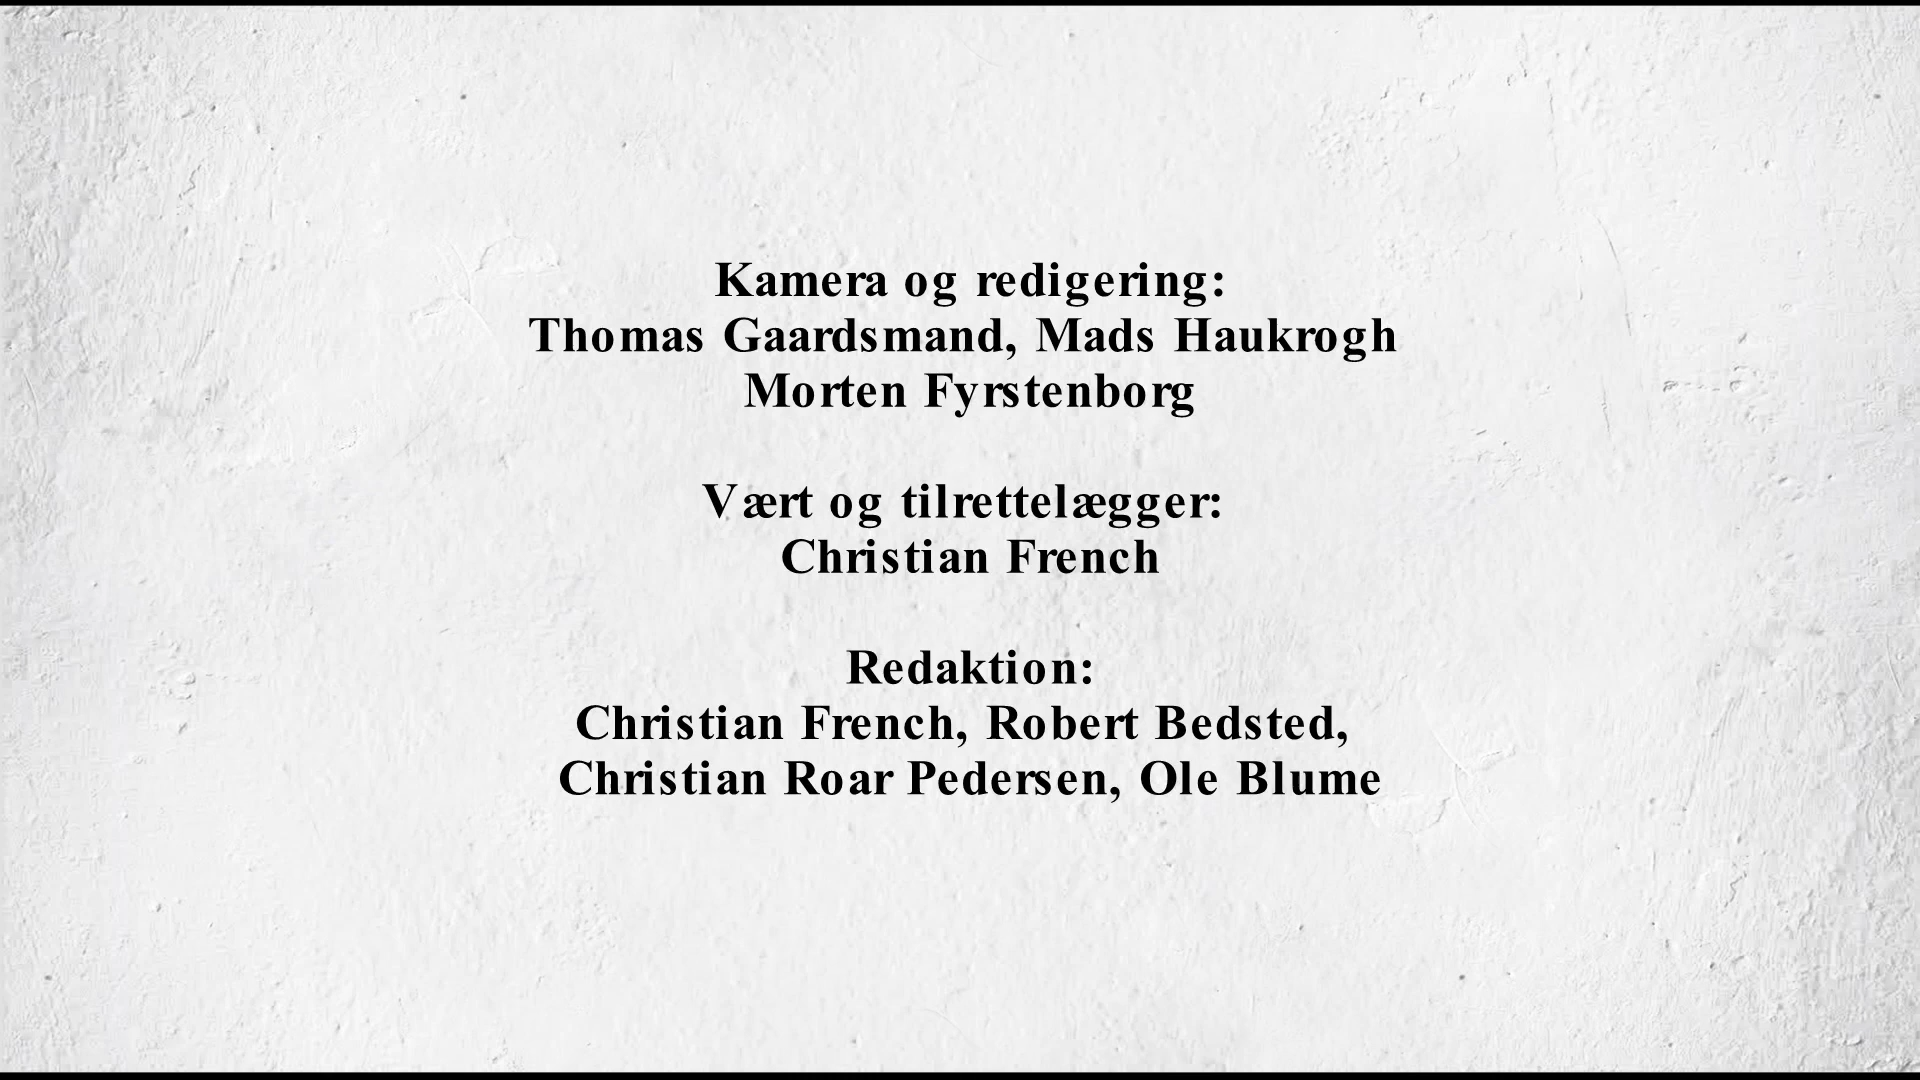 Kamera og redigering:
Thomas Gaardsmand, Mads Haukrogh
Morten Fyrstenborg
Vært og tilrettelægger:
Christian French
Redaktion:
Christian French, Robert Bedsted,
Christian Roar Pedersen, Ole Blume